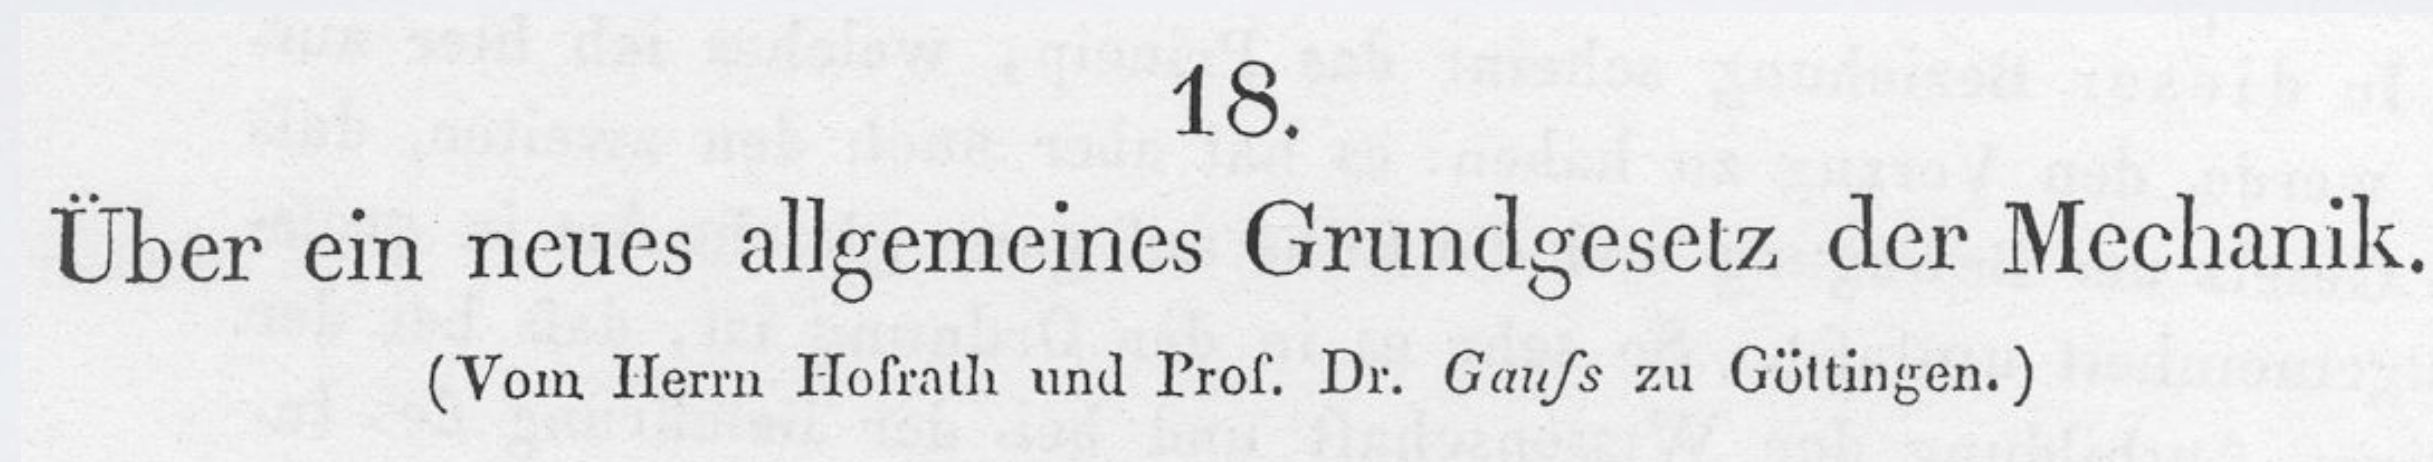 18.
Über ein neues allgemeines Grundgesetz der Mechanik.
(Vom Herrn Hofrath und Prof. Dr. Gauſs zu Göttingen.)